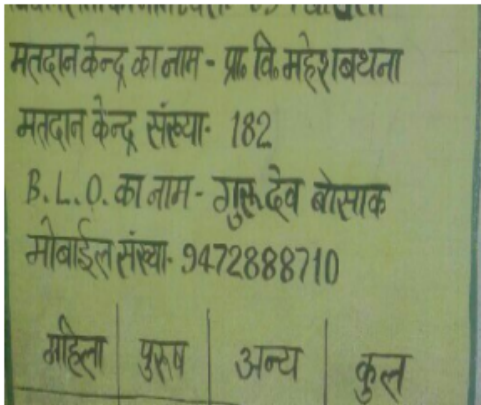 मतदान केन्द्र का नाम - प्रा० वि० महेशबथना
मतदान केन्द्र संख्या- 182
B.L.O. का नाम - गुरू देव बोसाक
मोबाईल संख्या- 9472888710
महिला पुरूष अन्य कुल